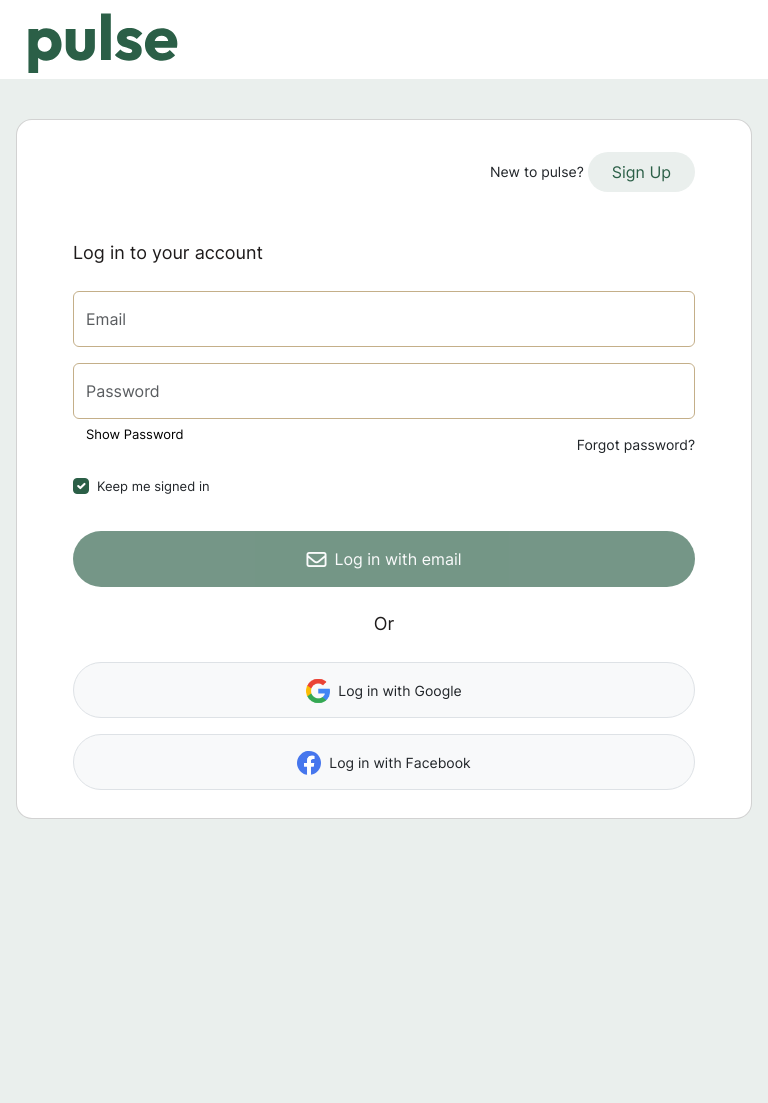 pulse
New to pulse? Sign Up
Log in to your account
Email
Password
Show Password
Forgot password?
Keep me signed in
Log in with email
Or
Log in with Google
Log in with Facebook